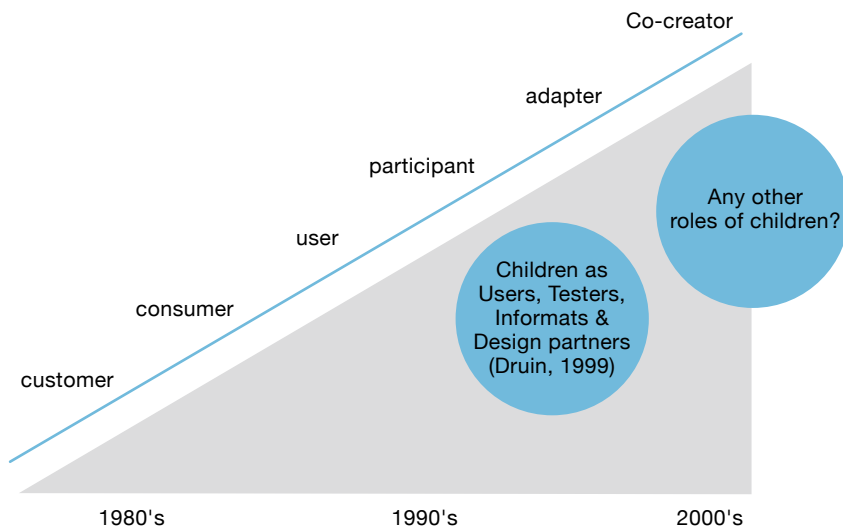 Co-creator
adapter
participant
user
consumer
customer
Any other
roles of children?
Children as
Users, Testers,
Informats &
Design partners
(Druin, 1999)
1980's
1990's
2000's